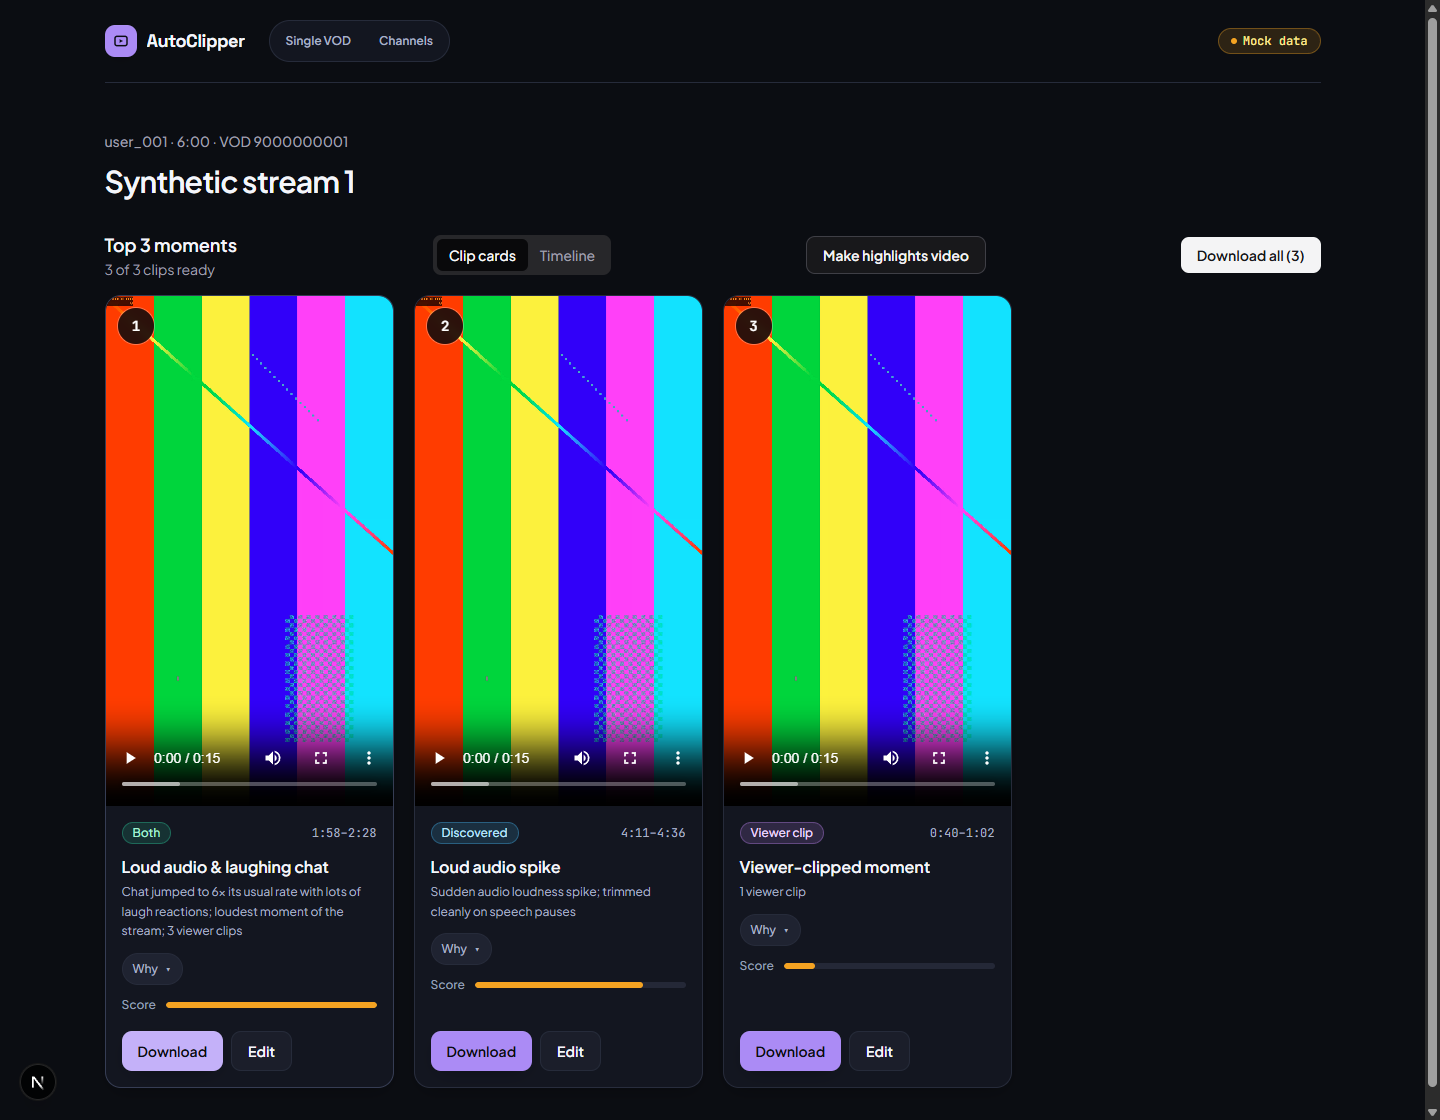 AutoClipper
Single VOD
Channels
Mock data
user_001 · 6:00 · VOD 9000000001
Synthetic stream 1
Top 3 moments
3 of 3 clips ready
Clip cards
Timeline
Make highlights video
Download all (3)
1
0:00 / 0:15
Both
1:58–2:28
Loud audio & laughing chat
Chat jumped to 6× its usual rate with lots of
laugh reactions; loudest moment of the
stream; 3 viewer clips
Why
Score
Download
Edit
2
0:00 / 0:15
Discovered
4:11–4:36
Loud audio spike
Sudden audio loudness spike; trimmed
cleanly on speech pauses
Why
Score
Download
Edit
3
0:00 / 0:15
Viewer clip
0:40–1:02
Viewer-clipped moment
1 viewer clip
Why
Score
Download
Edit
N